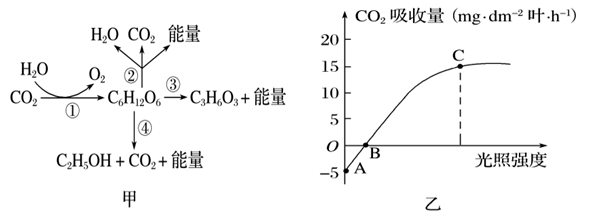 H₂O CO₂ 能量
H₂O O₂ ②
CO₂ ① C₆H₁₂O₆ ③ C₃H₆O₃+能量
④
C₂H₅OH+CO₂+能量
甲
CO₂ 吸收量(mg·dm⁻²叶·h⁻¹)
20
15 C
10
5
O B 光照强度
−5 A
乙